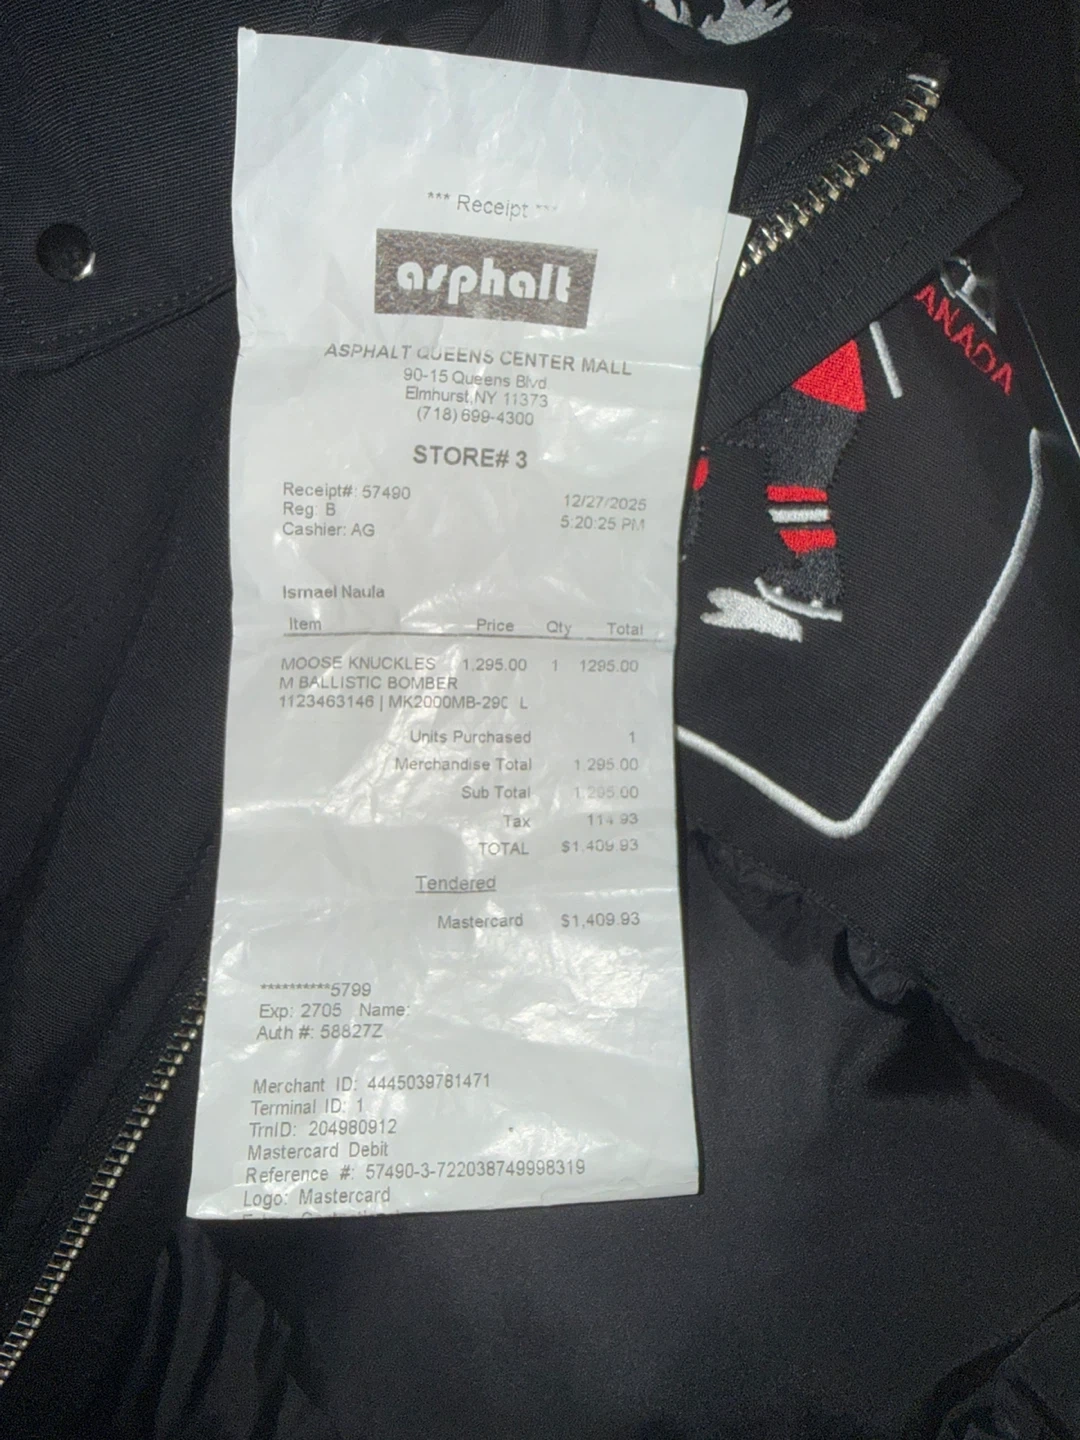 *** Receipt ***
asphalt
ASPHALT QUEENS CENTER MALL
90-15 Queens Blvd
Elmhurst,NY 11373
(718) 699-4300
STORE# 3
Receipt#: 57490 12/27/2025
Reg: B 5:20:25 PM
Cashier: AG
Ismael Naula
Item Price Qty Total
MOOSE KNUCKLES 1,295.00 1 1295.00
M BALLISTIC BOMBER
1123463146 | MK2000MB-290 L
Units Purchased 1
Merchandise Total 1,295.00
Sub Total 1,295.00
Tax 114.93
TOTAL $1,409.93
Tendered
Mastercard $1,409.93
**********5799
Exp: 2705 Name:
Auth #: 58827Z
Merchant ID: 4445039781471
Terminal ID: 1
TrnID: 204980912
Mastercard Debit
Reference #: 57490-3-722038749998319
Logo: Mastercard
ANADA